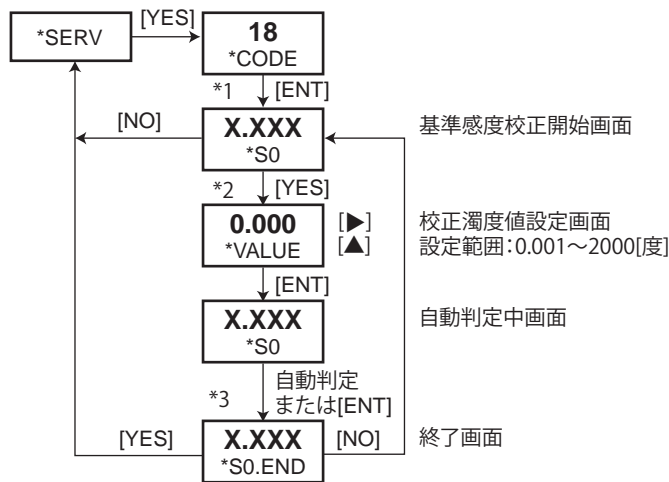 *SERV
[YES]
18
*CODE
*1
[ENT]
[NO]
X.XXX
*S0
基準感度校正開始画面
*2
[YES]
0.000
*VALUE
[▶]
[▲]
校正濁度値設定画面
設定範囲:0.001~2000[度]
[ENT]
X.XXX
*S0
自動判定中画面
*3
自動判定
または[ENT]
[YES]
X.XXX
*S0.END
[NO]
終了画面